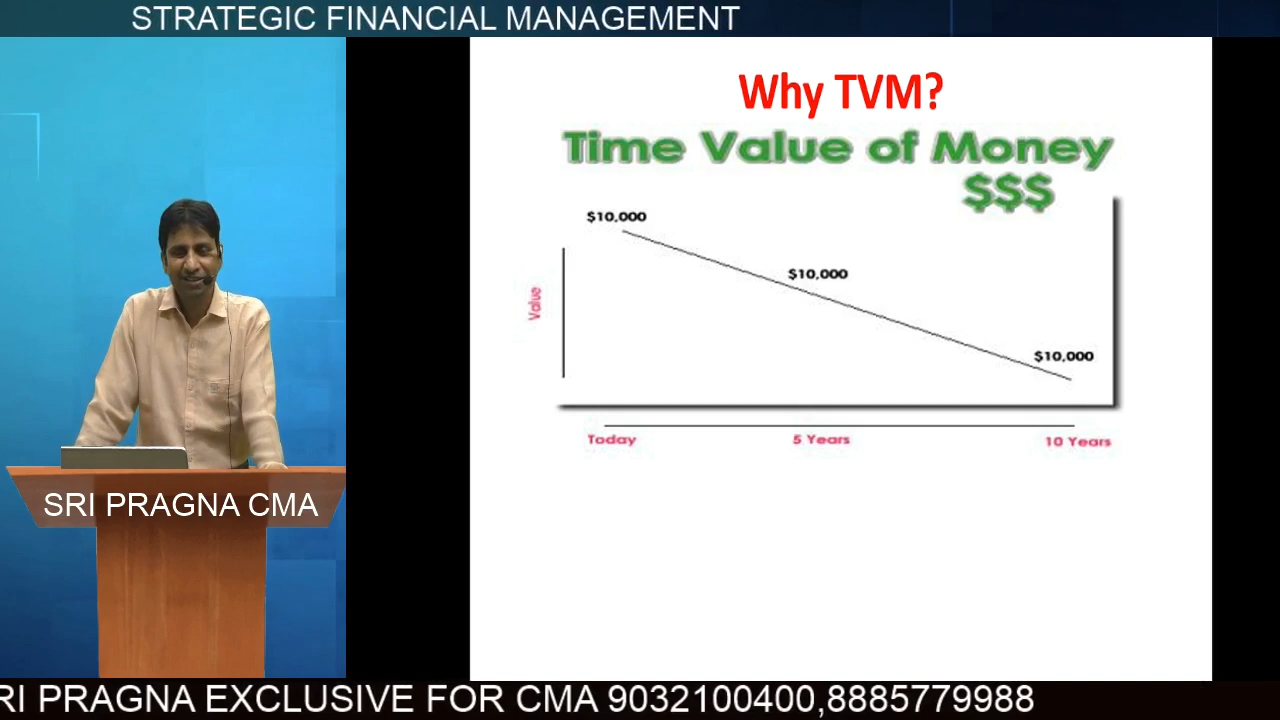 STRATEGIC FINANCIAL MANAGEMENT
Why TVM?
Time Value of Money
$$$
$10,000
$10,000
$10,000
Value
Today
5 Years
10 Years
SRI PRAGNA CMA
RI PRAGNA EXCLUSIVE FOR CMA 9032100400,8885779988